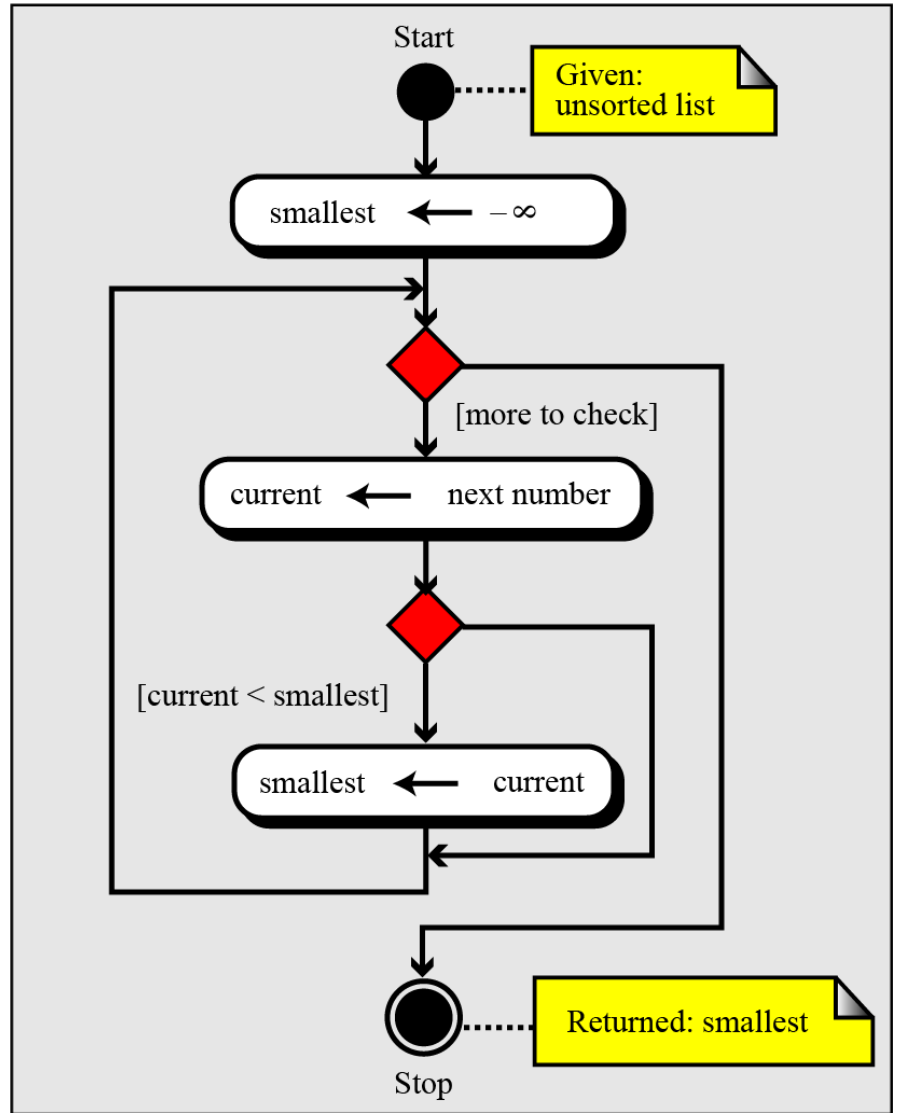 Start
Given:
unsorted list
smallest ← – ∞
[more to check]
current ← next number
[current < smallest]
smallest ← current
Returned: smallest
Stop